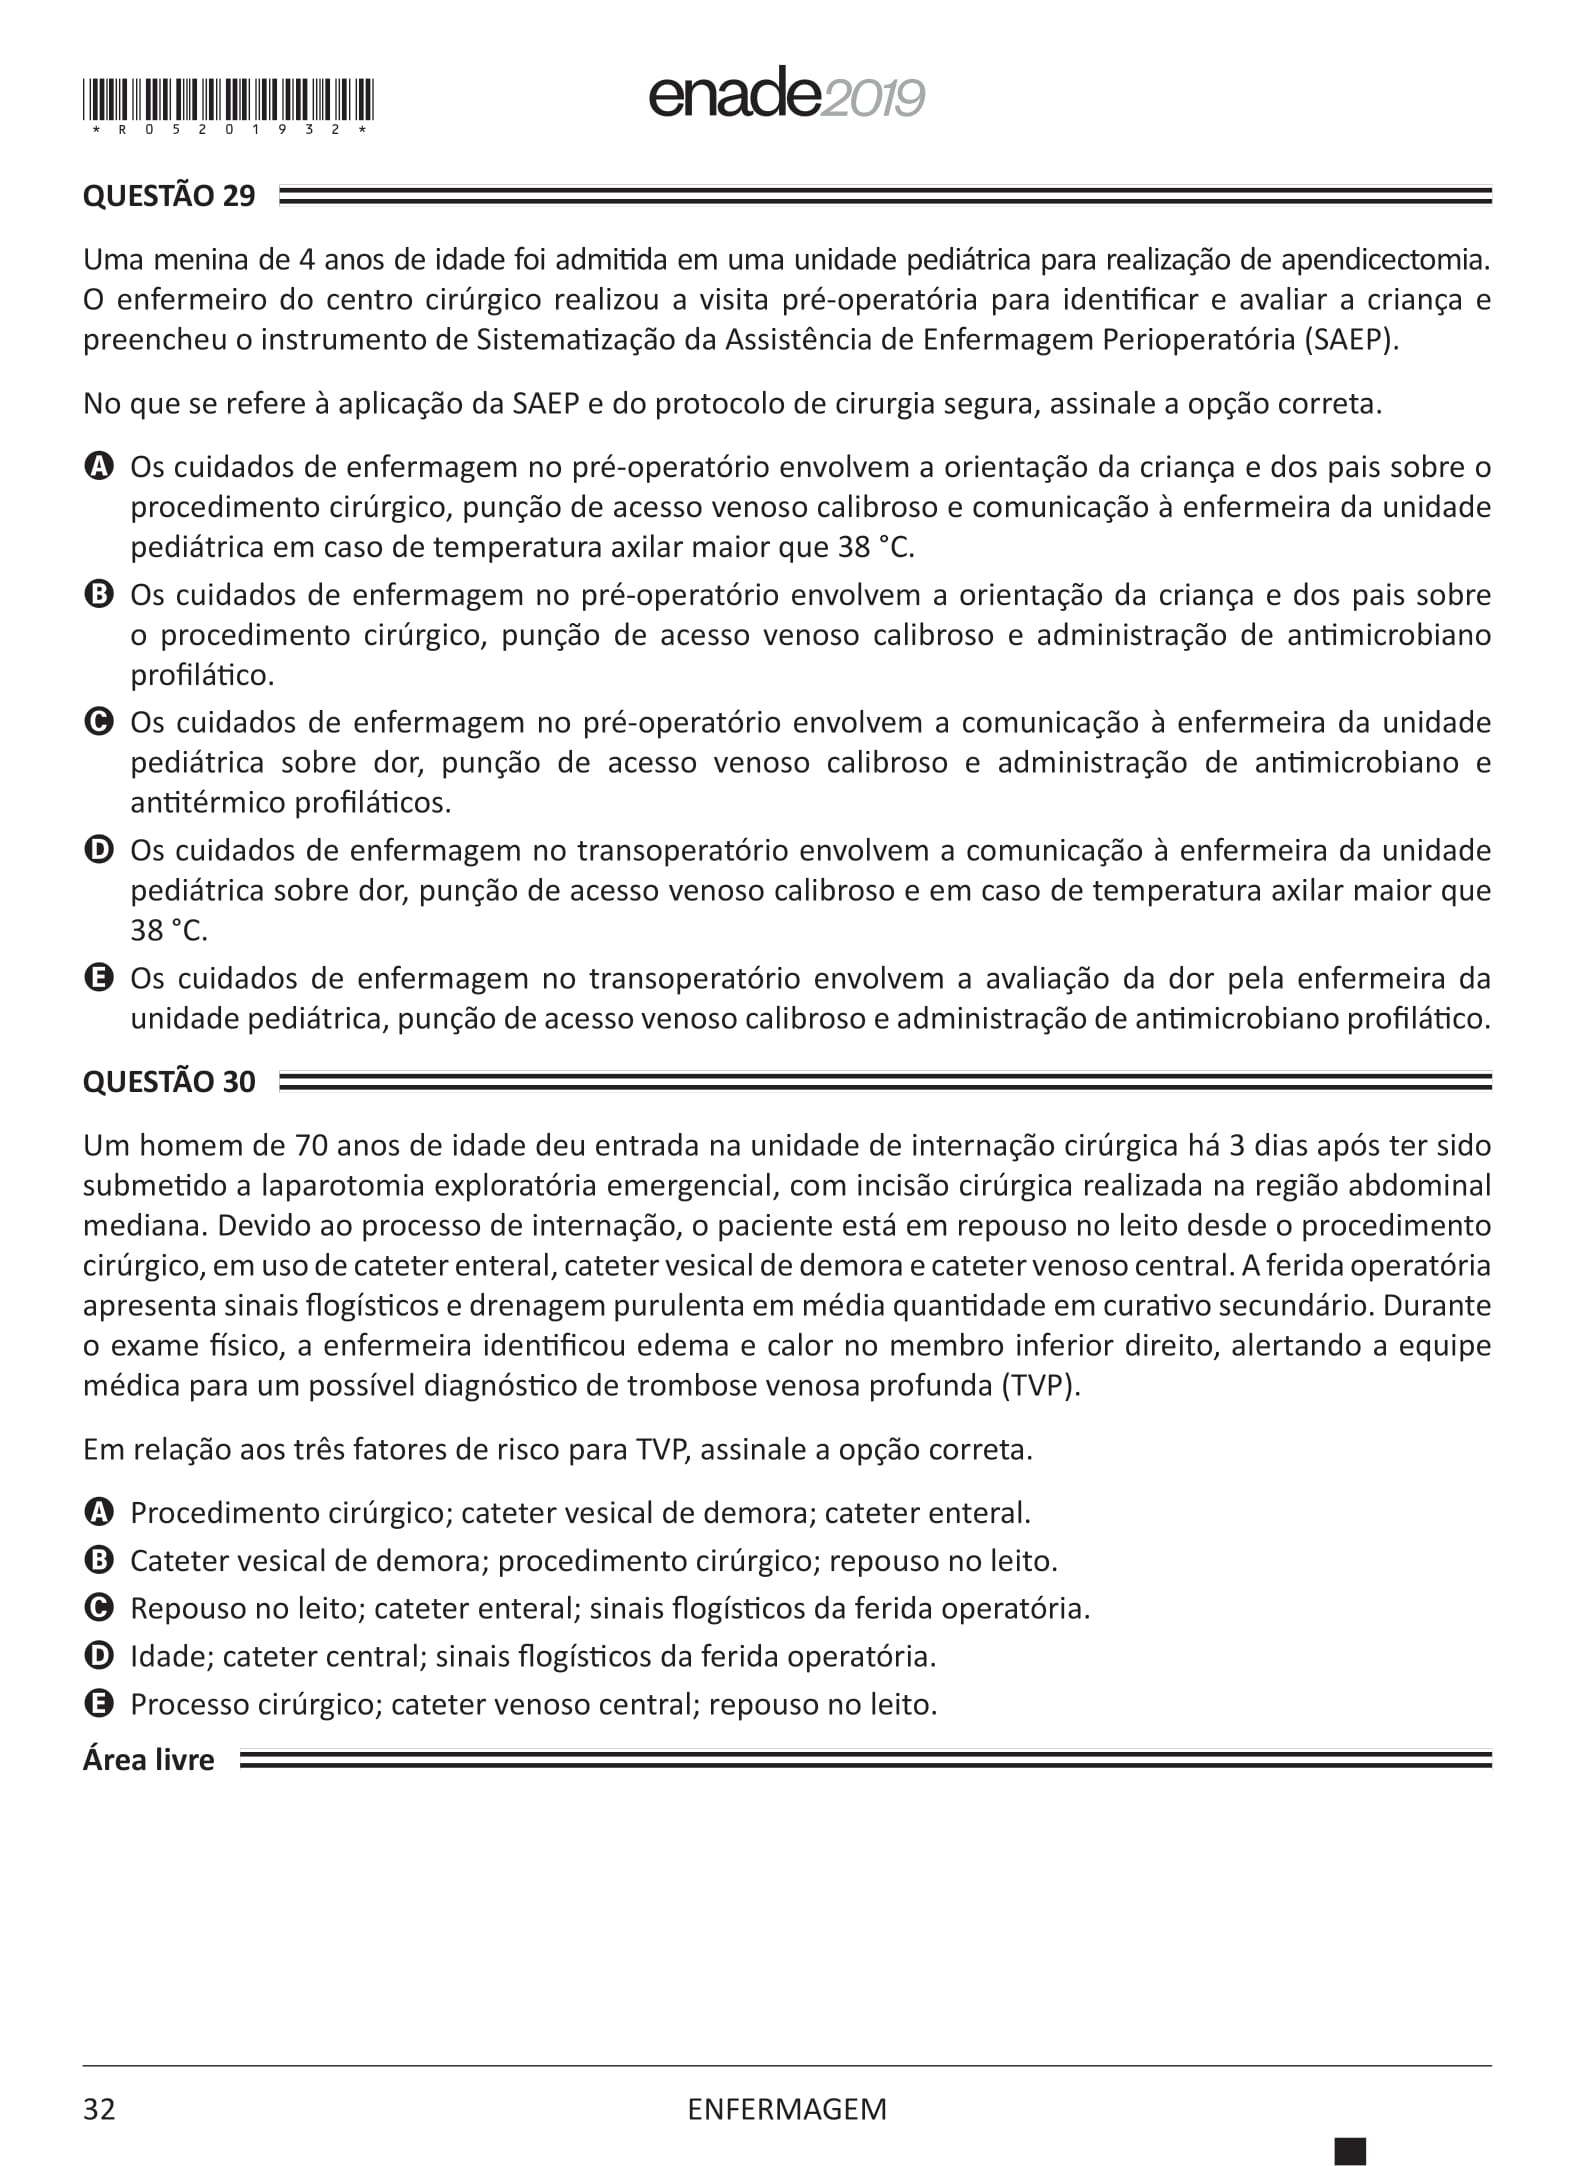 *R05201932*
enade2019
QUESTÃO 29
Uma menina de 4 anos de idade foi admitida em uma unidade pediátrica para realização de apendicectomia.
O enfermeiro do centro cirúrgico realizou a visita pré-operatória para identificar e avaliar a criança e
preencheu o instrumento de Sistematização da Assistência de Enfermagem Perioperatória (SAEP).
No que se refere à aplicação da SAEP e do protocolo de cirurgia segura, assinale a opção correta.
A Os cuidados de enfermagem no pré-operatório envolvem a orientação da criança e dos pais sobre o
procedimento cirúrgico, punção de acesso venoso calibroso e comunicação à enfermeira da unidade
pediátrica em caso de temperatura axilar maior que 38 °C.
B Os cuidados de enfermagem no pré-operatório envolvem a orientação da criança e dos pais sobre
o procedimento cirúrgico, punção de acesso venoso calibroso e administração de antimicrobiano
profilático.
C Os cuidados de enfermagem no pré-operatório envolvem a comunicação à enfermeira da unidade
pediátrica sobre dor, punção de acesso venoso calibroso e administração de antimicrobiano e
antitérmico profiláticos.
D Os cuidados de enfermagem no transoperatório envolvem a comunicação à enfermeira da unidade
pediátrica sobre dor, punção de acesso venoso calibroso e em caso de temperatura axilar maior que
38 °C.
E Os cuidados de enfermagem no transoperatório envolvem a avaliação da dor pela enfermeira da
unidade pediátrica, punção de acesso venoso calibroso e administração de antimicrobiano profilático.
QUESTÃO 30
Um homem de 70 anos de idade deu entrada na unidade de internação cirúrgica há 3 dias após ter sido
submetido a laparotomia exploratória emergencial, com incisão cirúrgica realizada na região abdominal
mediana. Devido ao processo de internação, o paciente está em repouso no leito desde o procedimento
cirúrgico, em uso de cateter enteral, cateter vesical de demora e cateter venoso central. A ferida operatória
apresenta sinais flogísticos e drenagem purulenta em média quantidade em curativo secundário. Durante
o exame físico, a enfermeira identificou edema e calor no membro inferior direito, alertando a equipe
médica para um possível diagnóstico de trombose venosa profunda (TVP).
Em relação aos três fatores de risco para TVP, assinale a opção correta.
A Procedimento cirúrgico; cateter vesical de demora; cateter enteral.
B Cateter vesical de demora; procedimento cirúrgico; repouso no leito.
C Repouso no leito; cateter enteral; sinais flogísticos da ferida operatória.
D Idade; cateter central; sinais flogísticos da ferida operatória.
E Processo cirúrgico; cateter venoso central; repouso no leito.
Área livre
32
ENFERMAGEM